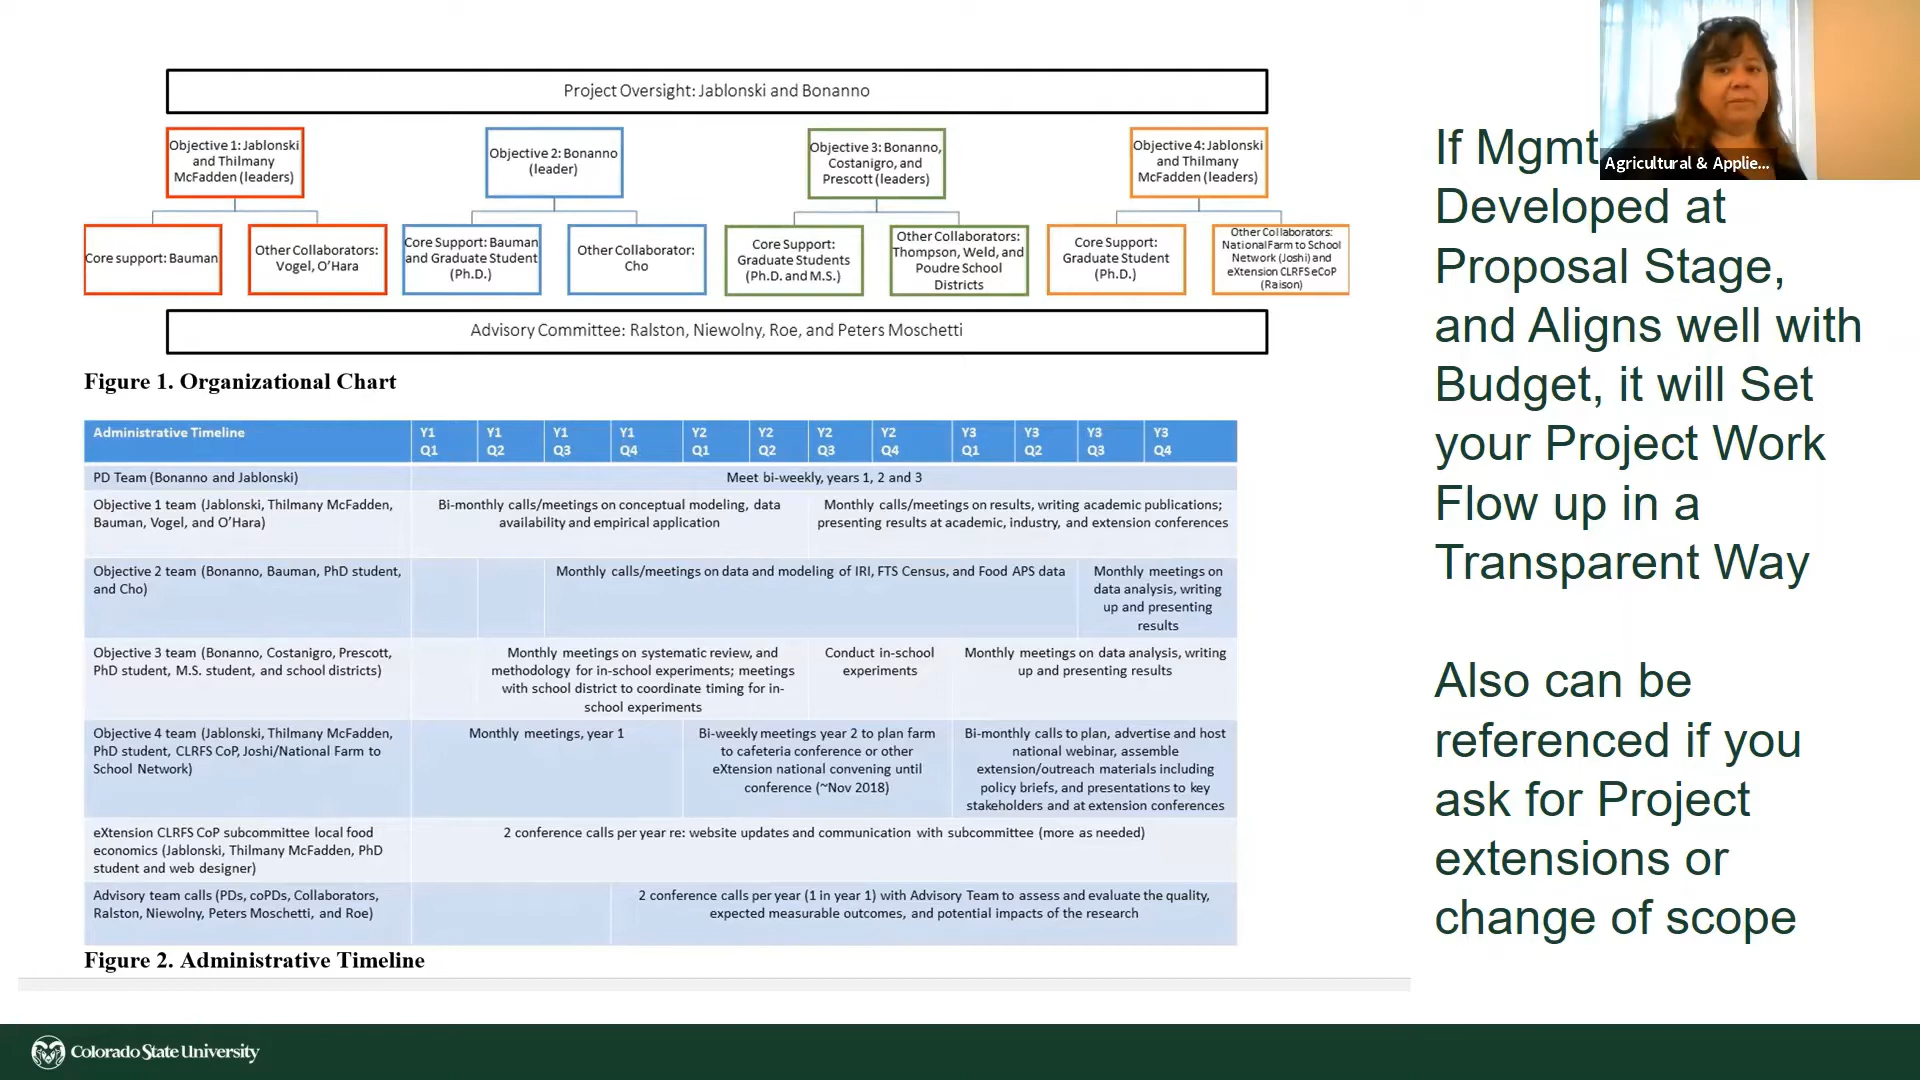 Project Oversight: Jablonski and Bonanno
Objective 1: Jablonski
and Thilmany
McFadden (leaders)
Objective 2: Bonanno
(leader)
Objective 3: Bonanno,
Costanigro, and
Prescott (leaders)
Objective 4: Jablonski
and Thilmany
McFadden (leaders)
Core support: Bauman
Other Collaborators:
Vogel, O'Hara
Core Support: Bauman
and Graduate Student
(Ph.D.)
Other Collaborator:
Cho
Core Support:
Graduate Students
(Ph.D. and M.S.)
Other Collaborators:
Thompson, Weld, and
Poudre School
Districts
Core Support:
Graduate Student
(Ph.D.)
Other Collaborators:
National Farm to School
Network (Joshi) and
eXtension CLRFS eCoP
(Raison)
Advisory Committee: Ralston, Niewolny, Roe, and Peters Moschetti
Figure 1. Organizational Chart
Administrative Timeline
Y1 Q1
Y1 Q2
Y1 Q3
Y1 Q4
Y2 Q1
Y2 Q2
Y2 Q3
Y2 Q4
Y3 Q1
Y3 Q2
Y3 Q3
Y3 Q4
PD Team (Bonanno and Jablonski)
Meet bi-weekly, years 1, 2 and 3
Objective 1 team (Jablonski, Thilmany McFadden,
Bauman, Vogel, and O'Hara)
Bi-monthly calls/meetings on conceptual modeling, data
availability and empirical application
Monthly calls/meetings on results, writing academic publications;
presenting results at academic, industry, and extension conferences
Objective 2 team (Bonanno, Bauman, PhD student,
and Cho)
Monthly calls/meetings on data and modeling of IRI, FTS Census, and Food APS data
Monthly meetings on
data analysis, writing
up and presenting
results
Objective 3 team (Bonanno, Costanigro, Prescott,
PhD student, M.S. student, and school districts)
Monthly meetings on systematic review, and
methodology for in-school experiments; meetings
with school district to coordinate timing for in-
school experiments
Conduct in-school
experiments
Monthly meetings on data analysis, writing
up and presenting results
Objective 4 team (Jablonski, Thilmany McFadden,
PhD student, CLRFS CoP, Joshi/National Farm to
School Network)
Monthly meetings, year 1
Bi-weekly meetings year 2 to plan farm
to cafeteria conference or other
eXtension national convening until
conference (~Nov 2018)
Bi-monthly calls to plan, advertise and host
national webinar, assemble
extension/outreach materials including
policy briefs, and presentations to key
stakeholders and at extension conferences
eXtension CLRFS CoP subcommittee local food
economics (Jablonski, Thilmany McFadden, PhD
student and web designer)
2 conference calls per year re: website updates and communication with subcommittee (more as needed)
Advisory team calls (PDs, coPDs, Collaborators,
Ralston, Niewolny, Peters Moschetti, and Roe)
2 conference calls per year (1 in year 1) with Advisory Team to assess and evaluate the quality,
expected measurable outcomes, and potential impacts of the research
Figure 2. Administrative Timeline
If Mgmt
Developed at
Proposal Stage,
and Aligns well with
Budget, it will Set
your Project Work
Flow up in a
Transparent Way
Also can be
referenced if you
ask for Project
extensions or
change of scope
Agricultural & Applie...
Colorado State University